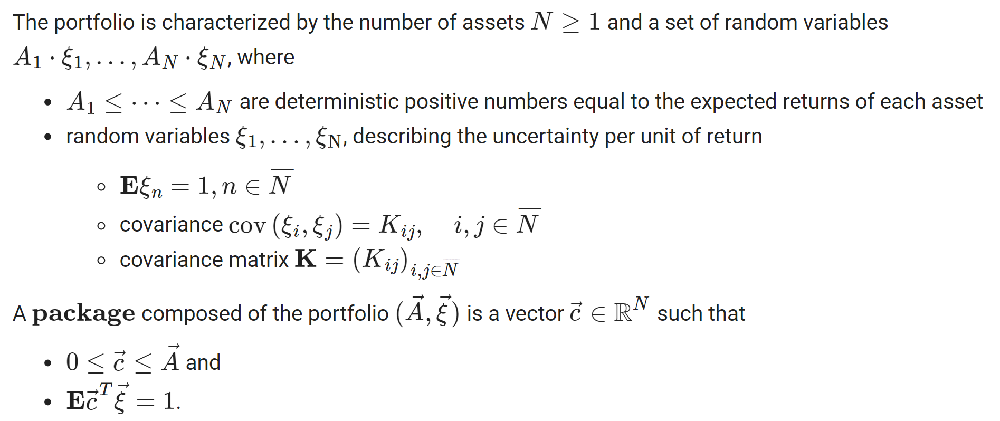 The portfolio is characterized by the number of assets $N \geq 1$ and a set of random variables
$A_1 \cdot \xi_1, \ldots, A_N \cdot \xi_N$, where
• $A_1 \leq \cdots \leq A_N$ are deterministic positive numbers equal to the expected returns of each asset
• random variables $\xi_1, \ldots, \xi_{\mathrm{N}}$, describing the uncertainty per unit of return
◦ $\mathbf{E}\xi_n = 1, n \in \overline{N}$
◦ covariance $\operatorname{cov}(\xi_i, \xi_j) = K_{ij}, \quad i, j \in \overline{N}$
◦ covariance matrix $\mathbf{K} = (K_{ij})_{i,j \in \overline{N}}$
A $\mathbf{package}$ composed of the portfolio $(\vec{A}, \vec{\xi})$ is a vector $\vec{c} \in \mathbb{R}^N$ such that
• $0 \leq \vec{c} \leq \vec{A}$ and
• $\mathbf{E}\vec{c}^T \vec{\xi} = 1.$